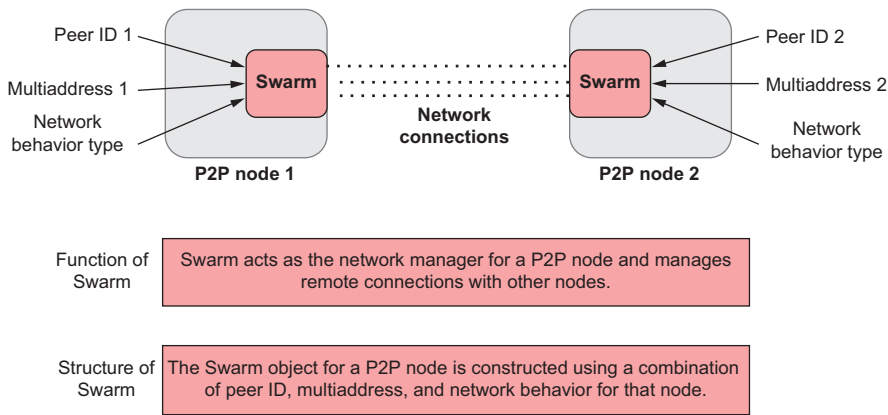 Peer ID 1
Multiaddress 1
Network
behavior type
Swarm
P2P node 1
Network
connections
Swarm
P2P node 2
Peer ID 2
Multiaddress 2
Network
behavior type
Function of
Swarm
Swarm acts as the network manager for a P2P node and manages
remote connections with other nodes.
Structure of
Swarm
The Swarm object for a P2P node is constructed using a combination
of peer ID, multiaddress, and network behavior for that node.